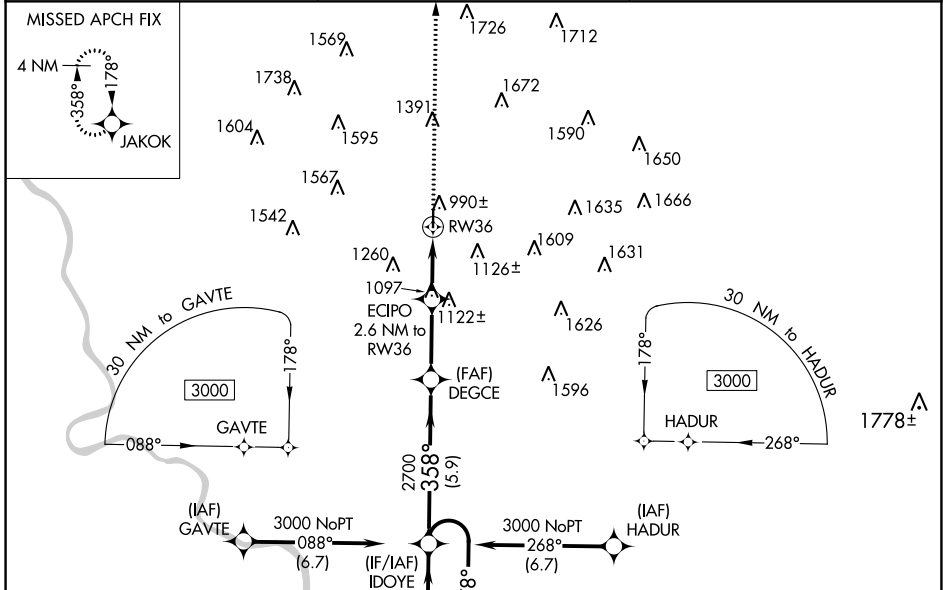 MISSED APCH FIX
4 NM
178°
358°
JAKOK
1569
1726
1712
1738
1672
1391
1604
1595
1590
1650
1567
990±
1635
1666
1542
RW36
1609
1260
1126±
1631
1097
ECIPO
2.6 NM to
RW36
1122±
1626
30 NM to GAVTE
178°
3000
GAVTE
088°
(FAF)
DEGCE
1596
30 NM to HADUR
178°
3000
HADUR
268°
1778±
2700
358°
(5.9)
(IAF)
GAVTE
3000 NoPT
088°
(6.7)
(IF/IAF)
IDOYE
3000 NoPT
268°
(6.7)
(IAF)
HADUR